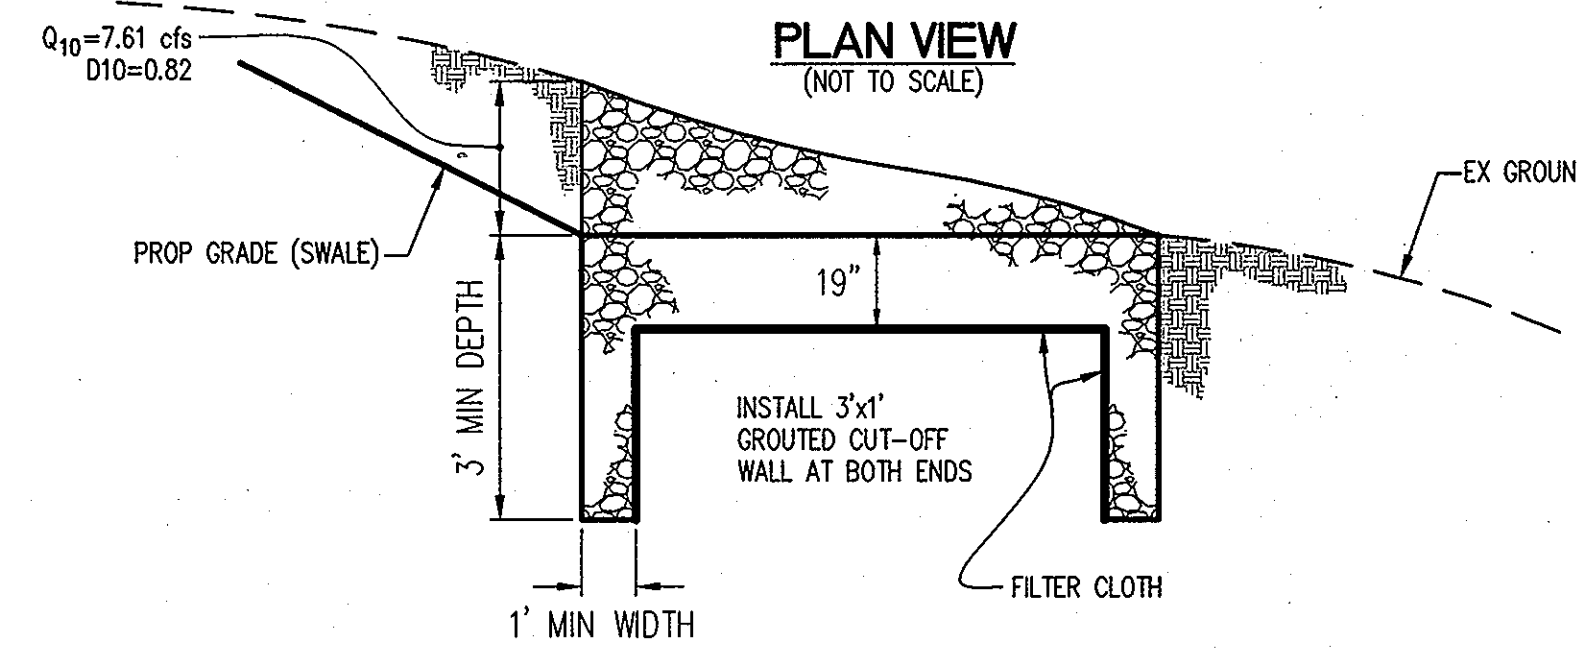 PLAN VIEW
(NOT TO SCALE)
Q10=7.61 cfs
D10=0.82
EX GROUN
PROP GRADE (SWALE)
19"
3' MIN DEPTH
INSTALL 3'x1'
GROUTED CUT-OFF
WALL AT BOTH ENDS
FILTER CLOTH
1' MIN WIDTH